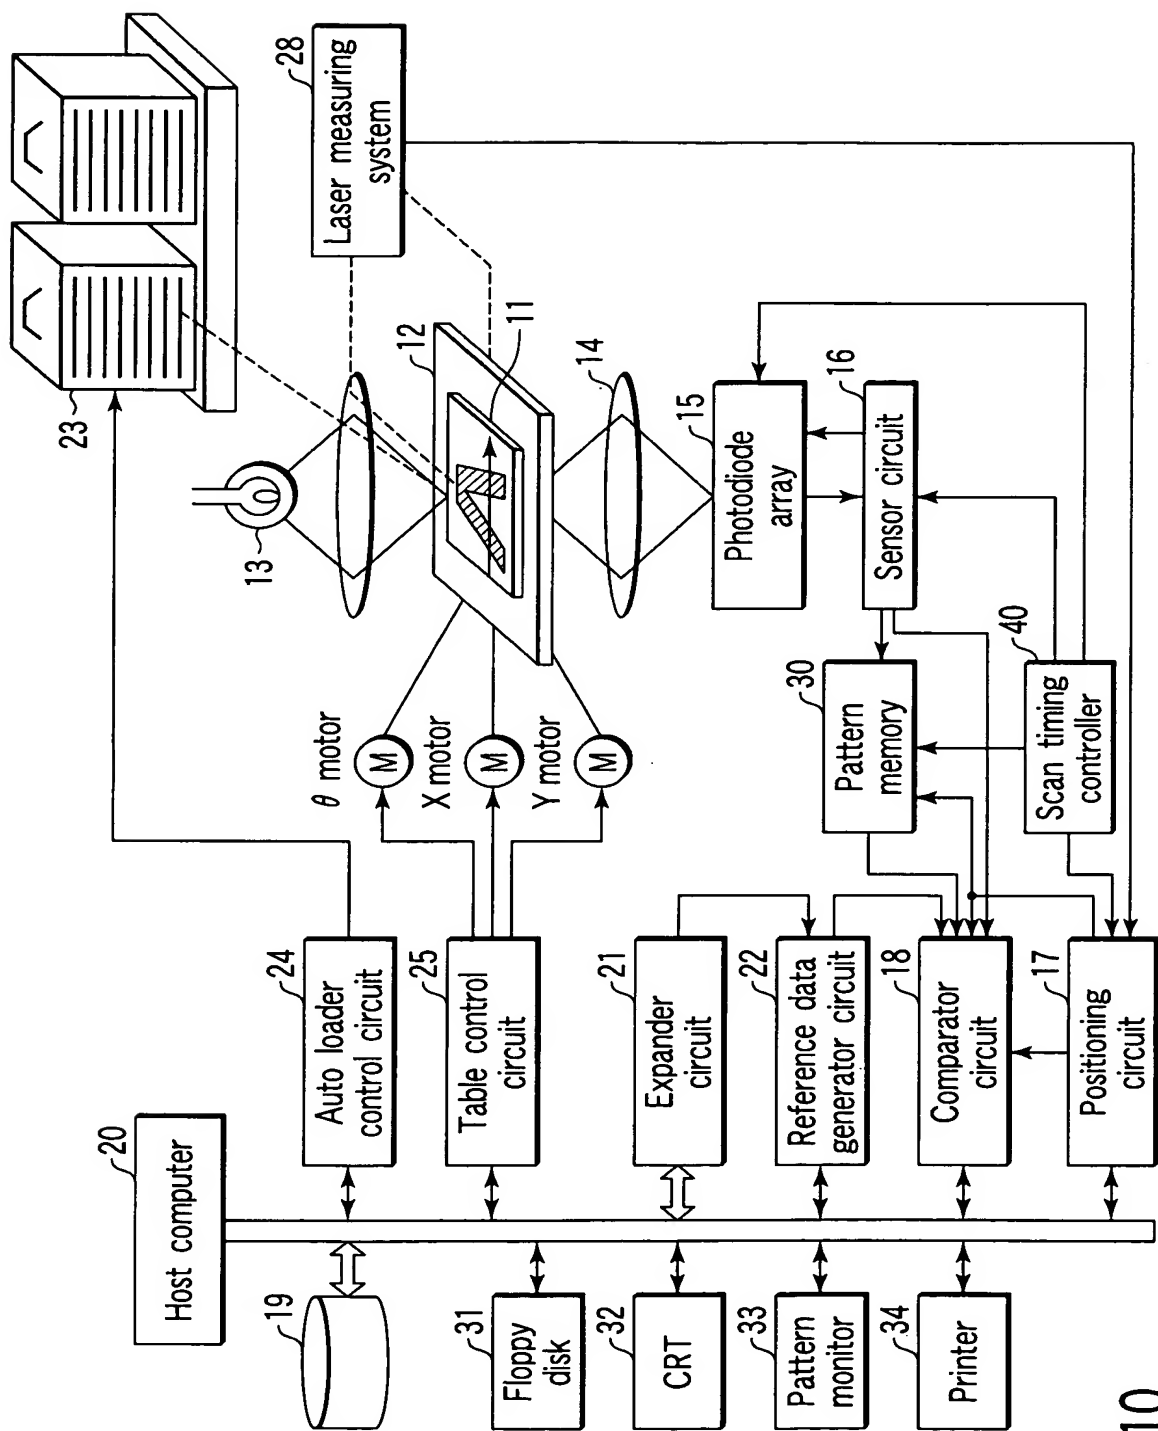 20
Host computer
19
31
Floppy
disk
32
CRT
33
Pattern
monitor
34
Printer
24
Auto loader
control circuit
25
Table control
circuit
21
Expander
circuit
22
Reference data
generator circuit
18
Comparator
circuit
17
Positioning
circuit
θ motor
M
X motor
M
Y motor
M
30
Pattern
memory
40
Scan timing
controller
23
13
12
11
14
15
Photodiode
array
16
Sensor circuit
28
Laser measuring
system
10